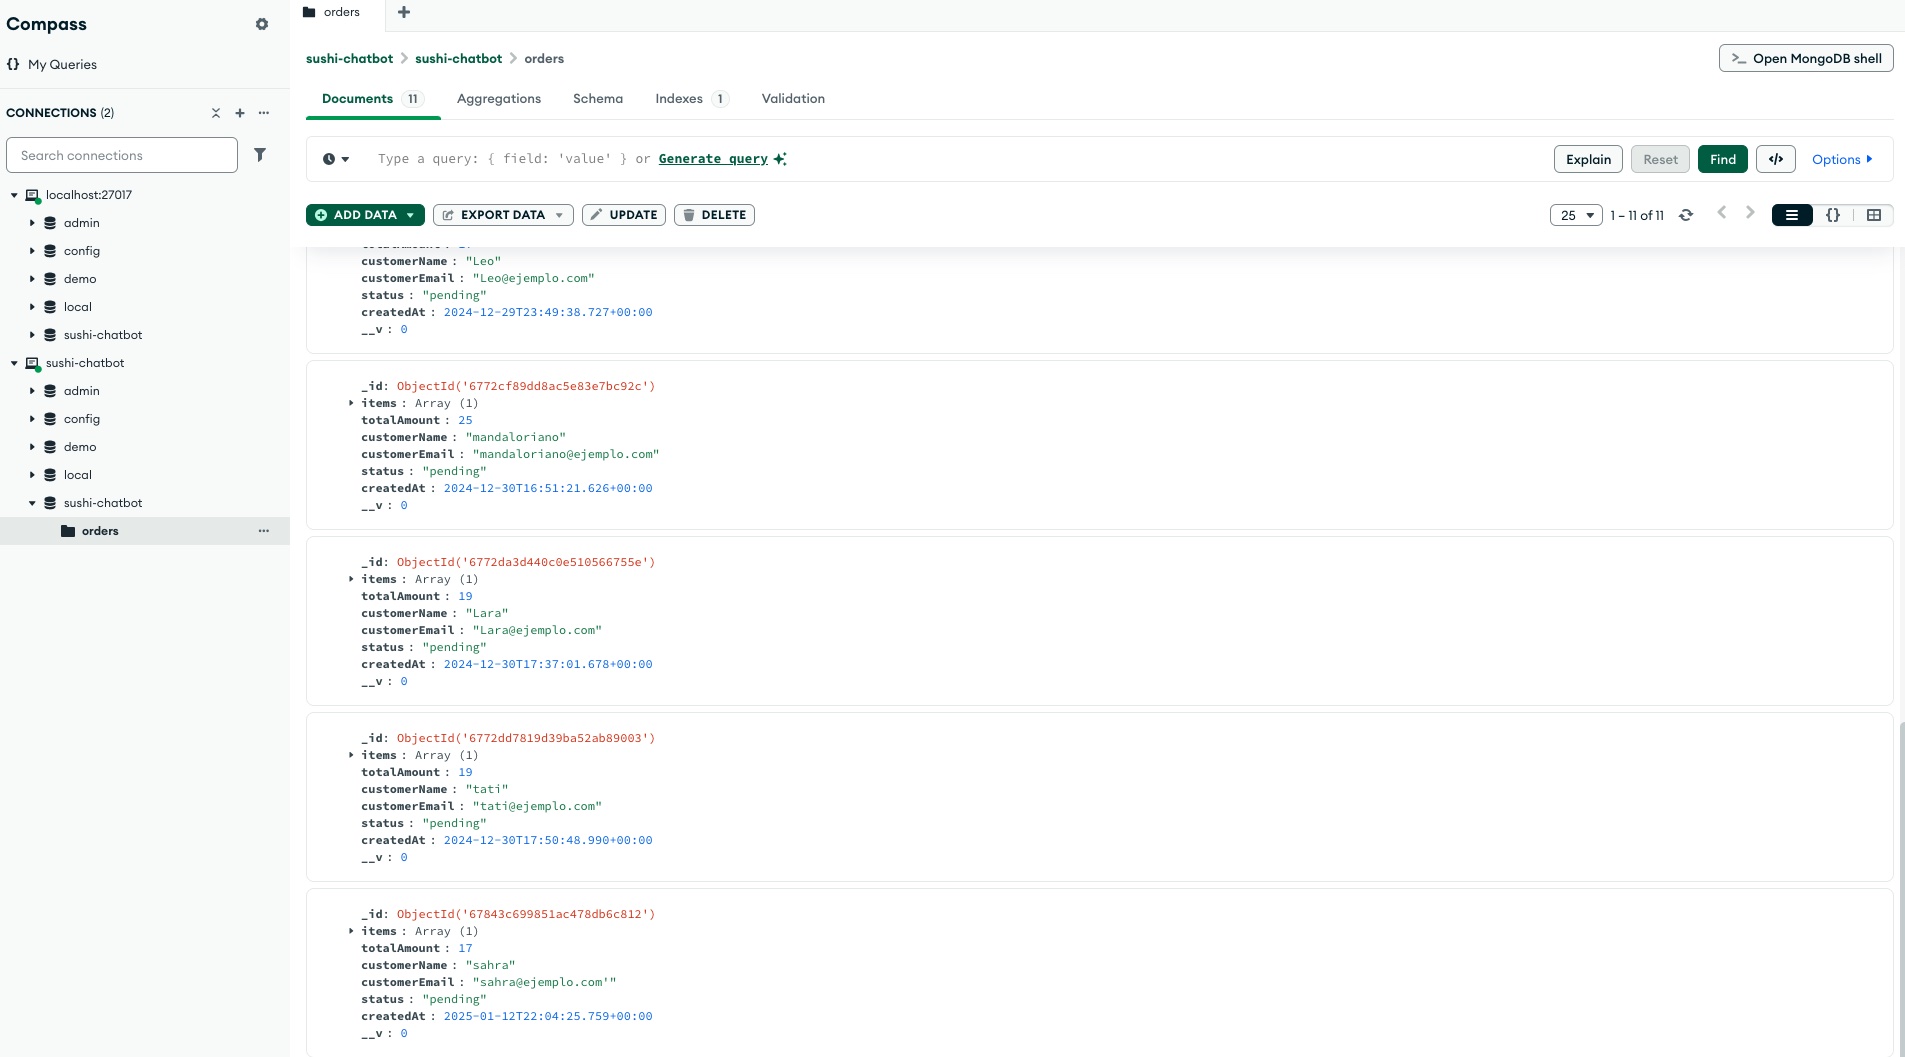 Compass
{} My Queries
CONNECTIONS (2)
Search connections
localhost:27017
admin
config
demo
local
sushi-chatbot
sushi-chatbot
admin
config
demo
local
sushi-chatbot
orders
orders
sushi-chatbot > sushi-chatbot > orders
>_ Open MongoDB shell
Documents 11 Aggregations Schema Indexes 1 Validation
Type a query: { field: 'value' } or Generate query
Explain Reset Find </> Options
ADD DATA EXPORT DATA UPDATE DELETE
25 1 – 11 of 11 {}
customerName : "Leo"
customerEmail : "Leo@ejemplo.com"
status : "pending"
createdAt : 2024-12-29T23:49:38.727+00:00
__v : 0
_id: ObjectId('6772cf89dd8ac5e83e7bc92c')
items : Array (1)
totalAmount : 25
customerName : "mandaloriano"
customerEmail : "mandaloriano@ejemplo.com"
status : "pending"
createdAt : 2024-12-30T16:51:21.626+00:00
__v : 0
_id: ObjectId('6772da3d440c0e510566755e')
items : Array (1)
totalAmount : 19
customerName : "Lara"
customerEmail : "Lara@ejemplo.com"
status : "pending"
createdAt : 2024-12-30T17:37:01.678+00:00
__v : 0
_id: ObjectId('6772dd7819d39ba52ab89003')
items : Array (1)
totalAmount : 19
customerName : "tati"
customerEmail : "tati@ejemplo.com"
status : "pending"
createdAt : 2024-12-30T17:50:48.990+00:00
__v : 0
_id: ObjectId('67843c699851ac478db6c812')
items : Array (1)
totalAmount : 17
customerName : "sahra"
customerEmail : "sahra@ejemplo.com'"
status : "pending"
createdAt : 2025-01-12T22:04:25.759+00:00
__v : 0